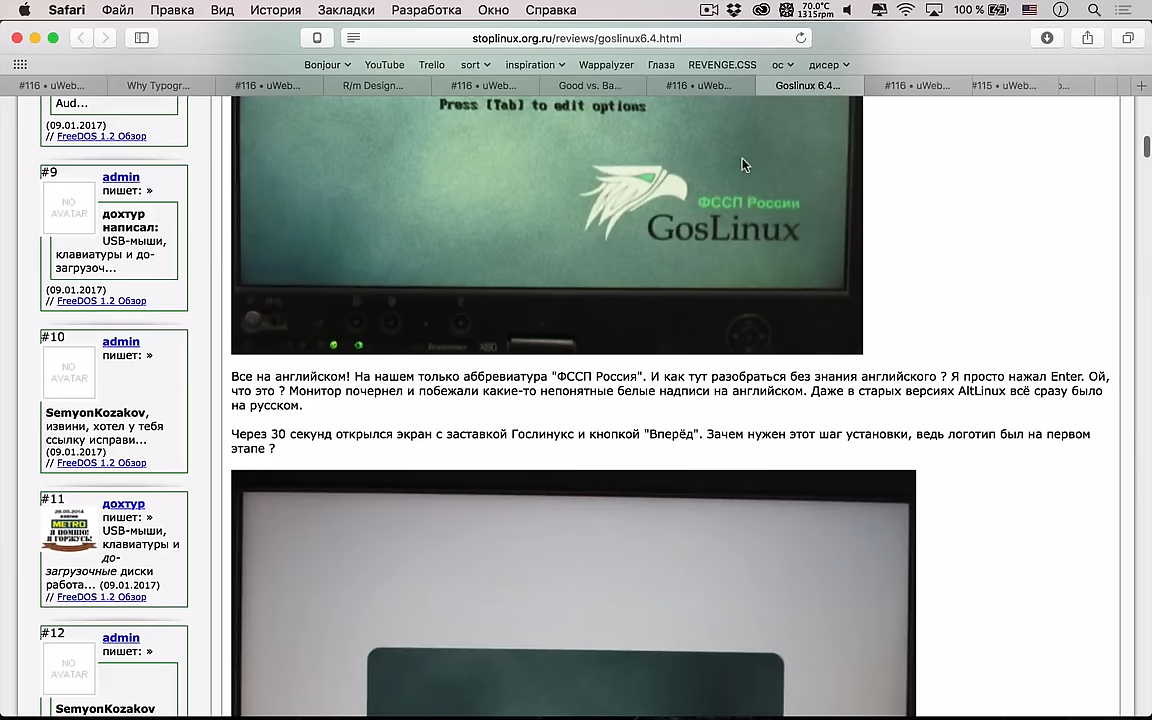 Safari Файл Правка Вид История Закладки Разработка Окно Справка 70.0°C 1315rpm 100 %
stoplinux.org.ru/reviews/goslinux6.4.html
Bonjour YouTube Trello sort inspiration Wappalyzer Глаза REVENGE.CSS ос дисер
#116 • uWeb... Why Typogr... #116 • uWeb... R/m Design... #116 • uWeb... Good vs. Ba... #116 • uWeb... Goslinux 6.4... #116 • uWeb... #115 • uWeb...
Aud...
(09.01.2017)
// FreeDOS 1.2 Обзор
#9
admin
пишет: »
NO AVATAR
дохтур
написал:
USB-мыши,
клавиатуры и до-
загрузоч...
(09.01.2017)
// FreeDOS 1.2 Обзор
#10
admin
пишет: »
NO AVATAR
SemyonKozakov,
извини, хотел у тебя
ссылку исправи...
(09.01.2017)
// FreeDOS 1.2 Обзор
#11
дохтур
пишет: »
METRO
Я ПОМНЮ!
Я ГОРЖУСЬ!
USB-мыши,
клавиатуры и
до-
загрузочные диски
работа... (09.01.2017)
// FreeDOS 1.2 Обзор
#12
admin
пишет: »
NO AVATAR
SemyonKozakov
Press [Tab] to edit options
ФССП России
GosLinux
Все на английском! На нашем только аббревиатура "ФССП Россия". И как тут разобраться без знания английского ? Я просто нажал Enter. Ой,
что это ? Монитор почернел и побежали какие-то непонятные белые надписи на английском. Даже в старых версиях AltLinux всё сразу было
на русском.
Через 30 секунд открылся экран с заставкой Гослинукс и кнопкой "Вперёд". Зачем нужен этот шаг установки, ведь логотип был на первом
этапе ?